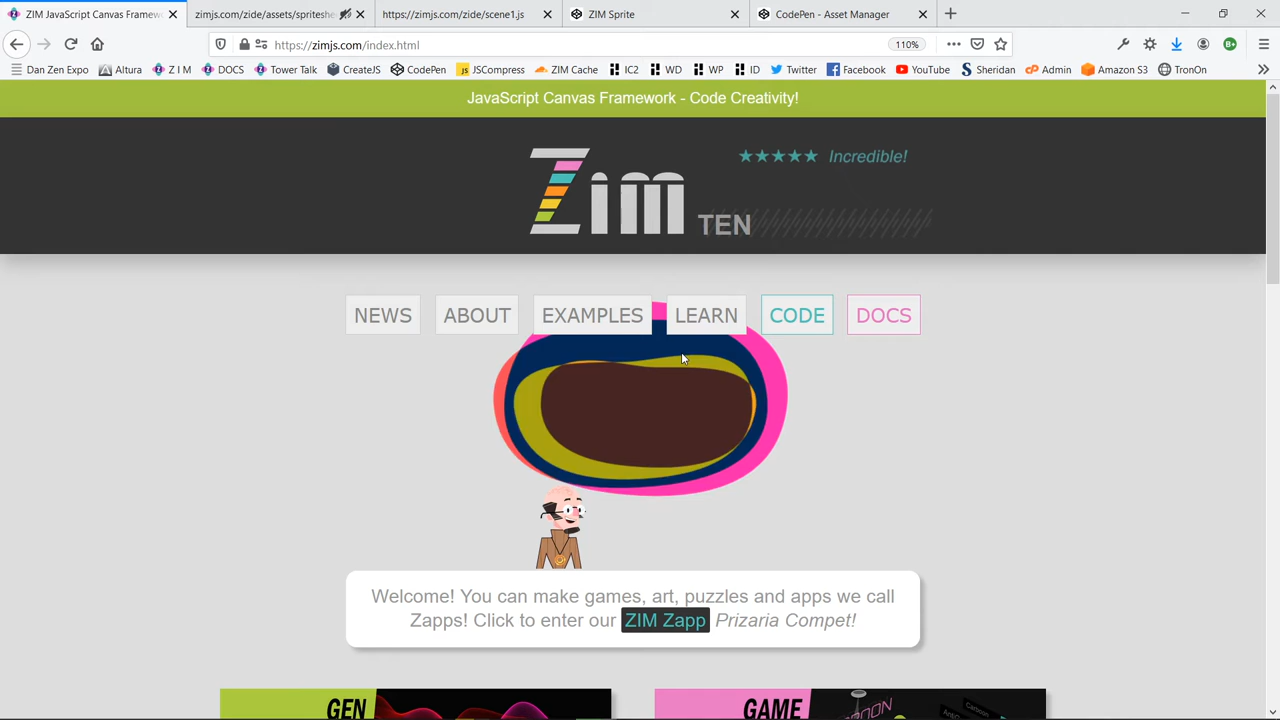 ZIM JavaScript Canvas Framew
zimjs.com/zide/assets/spriteshe
https://zimjs.com/zide/scene1.js
ZIM Sprite
CodePen - Asset Manager
https://zimjs.com/index.html
110%
Dan Zen Expo
Altura
Z I M
DOCS
Tower Talk
CreateJS
CodePen
JSCompress
ZIM Cache
IC2
WD
WP
ID
Twitter
Facebook
YouTube
Sheridan
Admin
Amazon S3
TronOn
JavaScript Canvas Framework - Code Creativity!
Zim TEN
★★★★★ Incredible!
NEWS ABOUT EXAMPLES LEARN CODE DOCS
Welcome! You can make games, art, puzzles and apps we call
Zapps! Click to enter our ZIM Zapp Prizaria Compet!
GEN
GAME